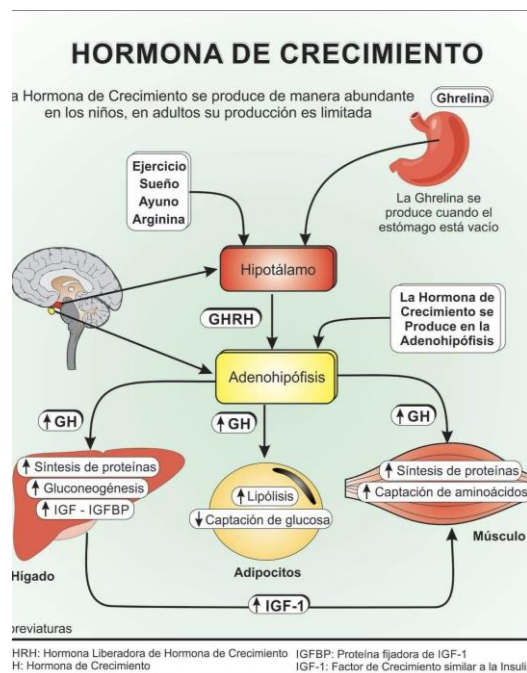 HORMONA DE CRECIMIENTO
a Hormona de Crecimiento se produce de manera abundante
en los niños, en adultos su producción es limitada
Ghrelina
La Ghrelina se
produce cuando el
estómago está vacío
Ejercicio
Sueño
Ayuno
Arginina
Hipotálamo
GHRH
La Hormona de
Crecimiento se
Produce en la
Adenohipófisis
Adenohipófisis
GH
GH
GH
Síntesis de proteínas
Gluconeogénesis
IGF - IGFBP
Hígado
Lipólisis
Captación de glucosa
Adipocitos
Síntesis de proteínas
Captación de aminoácidos
Músculo
IGF-1
breviaturas
HRH: Hormona Liberadora de Hormona de Crecimiento
H: Hormona de Crecimiento
IGFBP: Proteína fijadora de IGF-1
IGF-1: Factor de Crecimiento similar a la Insuli